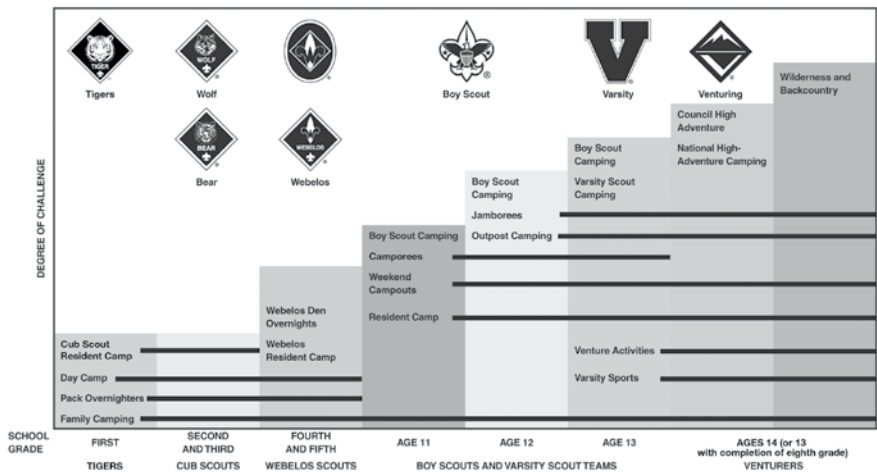 TIGER
WOLF
BEAR
WEBELOS
®
Tigers
Wolf
Boy Scout
Varsity
Venturing
Bear
Webelos
DEGREE OF CHALLENGE
Wilderness and
Backcountry
Council High
Adventure
National High-
Adventure Camping
Boy Scout
Camping
Varsity Scout
Camping
Boy Scout
Camping
Jamborees
Outpost Camping
Boy Scout Camping
Camporees
Weekend
Campouts
Resident Camp
Webelos Den
Overnights
Webelos
Resident Camp
Cub Scout
Resident Camp
Day Camp
Pack Overnighters
Family Camping
Venture Activities
Varsity Sports
SCHOOL
GRADE
FIRST
SECOND
AND THIRD
FOURTH
AND FIFTH
AGE 11
AGE 12
AGE 13
AGES 14 (or 13
with completion of eighth grade)
TIGERS
CUB SCOUTS
WEBELOS SCOUTS
BOY SCOUTS AND VARSITY SCOUT TEAMS
VENTURERS